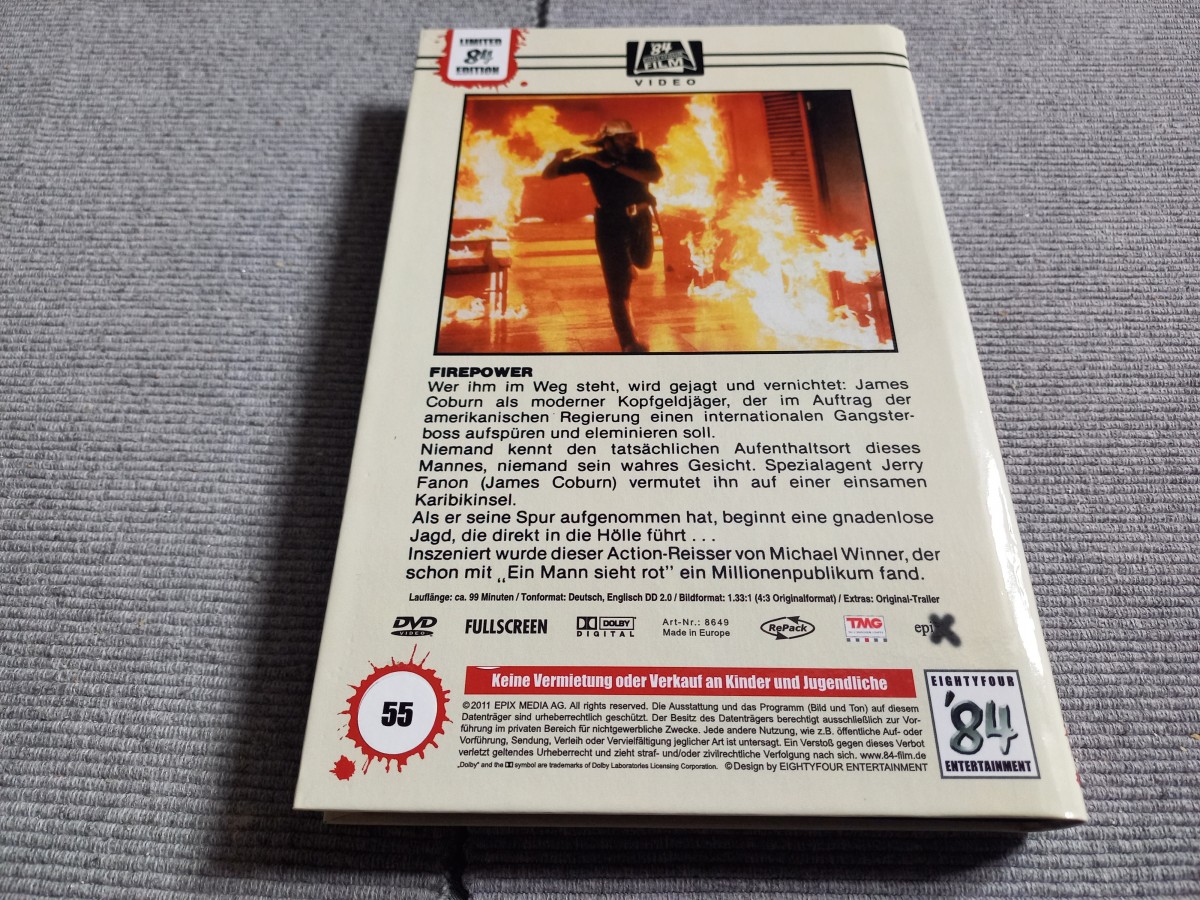 LIMITED
84
EDITION
'84
FILM
VIDEO
FIREPOWER
Wer ihm im Weg steht, wird gejagt und vernichtet: James
Coburn als moderner Kopfgeldjäger, der im Auftrag der
amerikanischen Regierung einen internationalen Gangster-
boss aufspüren und eleminieren soll.
Niemand kennt den tatsächlichen Aufenthaltsort dieses
Mannes, niemand sein wahres Gesicht. Spezialagent Jerry
Fanon (James Coburn) vermutet ihn auf einer einsamen
Karibikinsel.
Als er seine Spur aufgenommen hat, beginnt eine gnadenlose
Jagd, die direkt in die Hölle führt . . .
Inszeniert wurde dieser Action-Reisser von Michael Winner, der
schon mit „Ein Mann sieht rot" ein Millionenpublikum fand.
Lauflänge: ca. 99 Minuten / Tonformat: Deutsch, Englisch DD 2.0 / Bildformat: 1.33:1 (4:3 Originalformat) / Extras: Original-Trailer
DVD
VIDEO
FULLSCREEN
DOLBY
DIGITAL
Art-Nr.: 8649
Made in Europe
RePack
TMG
epiX
55
Keine Vermietung oder Verkauf an Kinder und Jugendliche
©2011 EPIX MEDIA AG. All rights reserved. Die Ausstattung und das Programm (Bild und Ton) auf diesem
Datenträger sind urheberrechtlich geschützt. Der Besitz des Datenträgers berechtigt ausschließlich zur Vor-
führung im privaten Bereich für nichtgewerbliche Zwecke. Jede andere Nutzung, wie z.B. öffentliche Auf- oder
Vorführung, Sendung, Verleih oder Vervielfältigung jeglicher Art ist untersagt. Ein Verstoß gegen dieses Verbot
verletzt geltendes Urheberrecht und zieht straf- und/oder zivilrechtliche Verfolgung nach sich. www.84-film.de
„Dolby" and the DD symbol are trademarks of Dolby Laboratories Licensing Corporation. ©Design by EIGHTYFOUR ENTERTAINMENT
EIGHTYFOUR
'84
ENTERTAINMENT